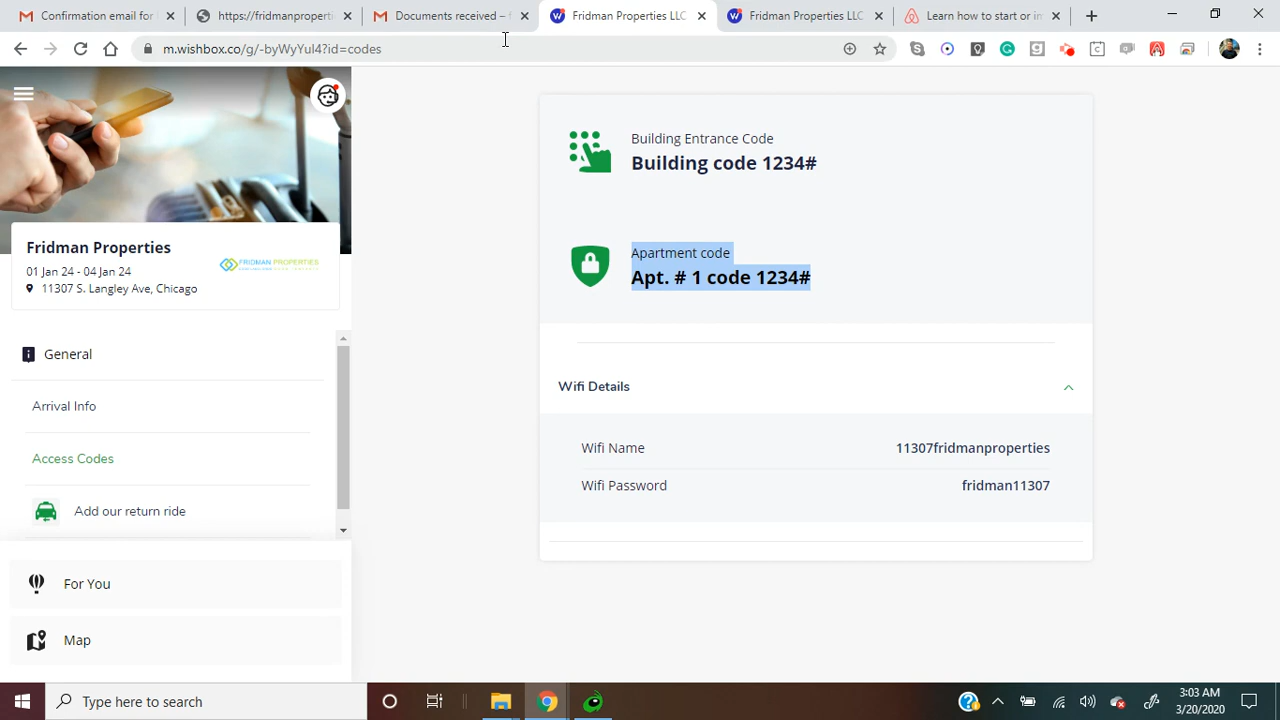 Confirmation email for
https://fridmanproperti
Documents received – f
Fridman Properties LLC
Fridman Properties LLC
Learn how to start or im
m.wishbox.co/g/-byWyYul4?id=codes
Fridman Properties
01 Jan 24 - 04 Jan 24
11307 S. Langley Ave, Chicago
FRIDMAN PROPERTIES
General
Arrival Info
Access Codes
Add our return ride
For You
Map
Building Entrance Code
Building code 1234#
Apartment code
Apt. # 1 code 1234#
Wifi Details
Wifi Name 11307fridmanproperties
Wifi Password fridman11307
Type here to search
3:03 AM
3/20/2020